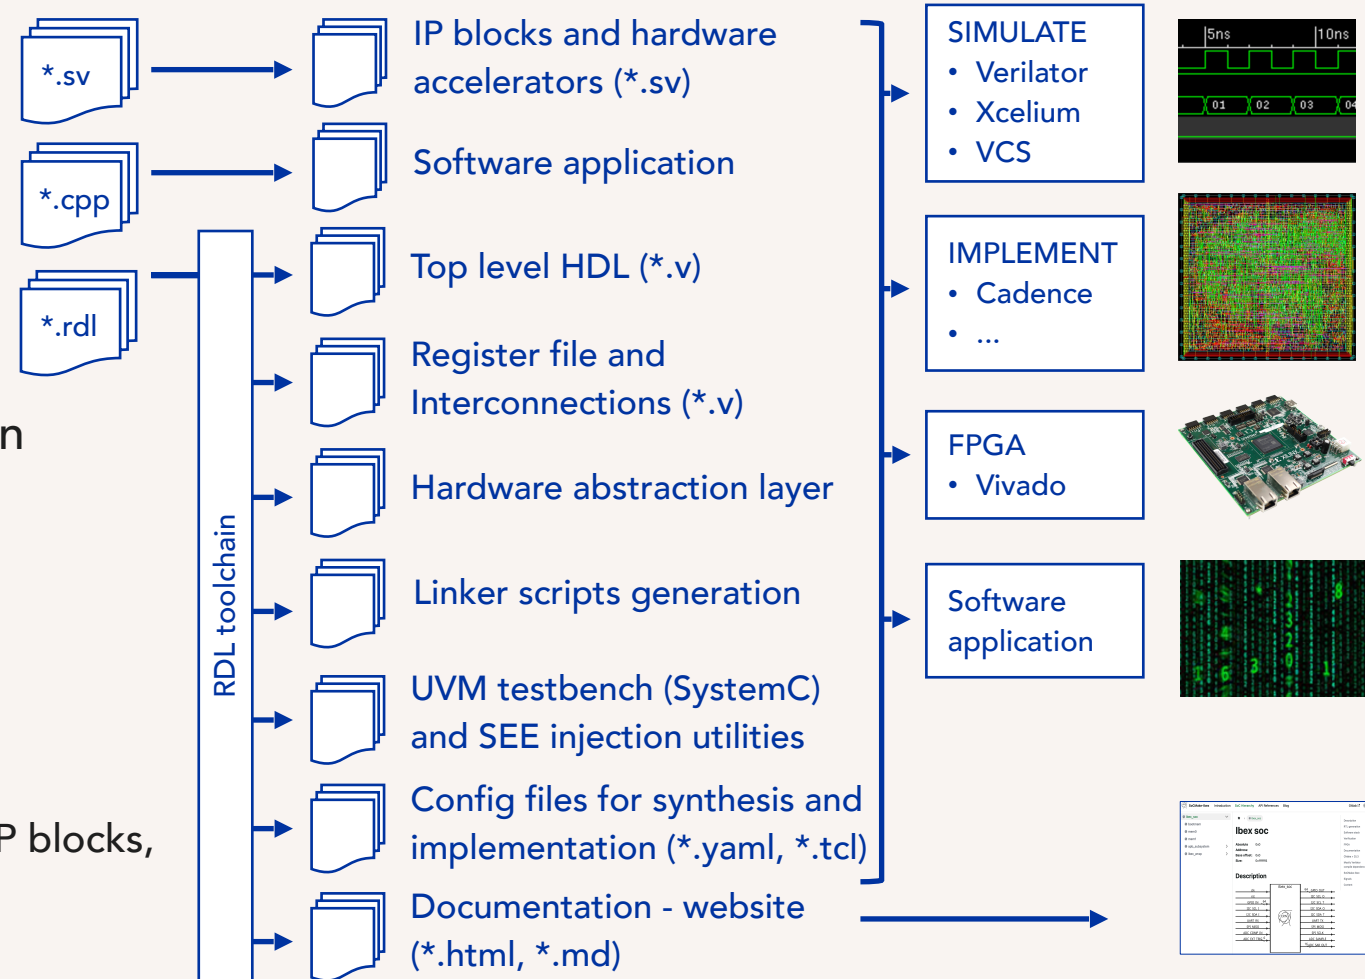 *.sv
*.cpp
*.rdl
n
P blocks,
RDL toolchain
IP blocks and hardware
accelerators (*.sv)
Software application
Top level HDL (*.v)
Register file and
Interconnections (*.v)
Hardware abstraction layer
Linker scripts generation
UVM testbench (SystemC)
and SEE injection utilities
Config files for synthesis and
implementation (*.yaml, *.tcl)
Documentation - website
(*.html, *.md)
SIMULATE
• Verilator
• Xcelium
• VCS
IMPLEMENT
• Cadence
• ...
FPGA
• Vivado
Software
application
5ns 10ns
01 02 03 04
Ibex soc
Description